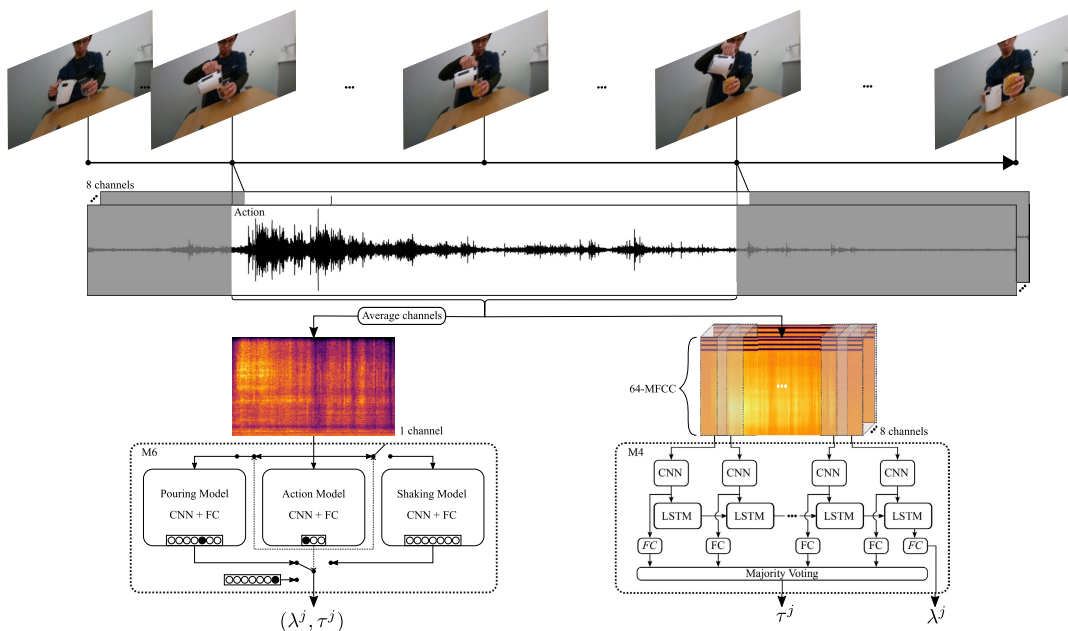 8 channels
Action
Average channels
64-MFCC
1 channel
8 channels
M6
Pouring Model
CNN + FC
Action Model
CNN + FC
Shaking Model
CNN + FC
(λ^j, τ^j)
M4
CNN
CNN
CNN
CNN
LSTM
LSTM
LSTM
LSTM
FC
FC
FC
FC
FC
Majority Voting
τ^j
λ^j